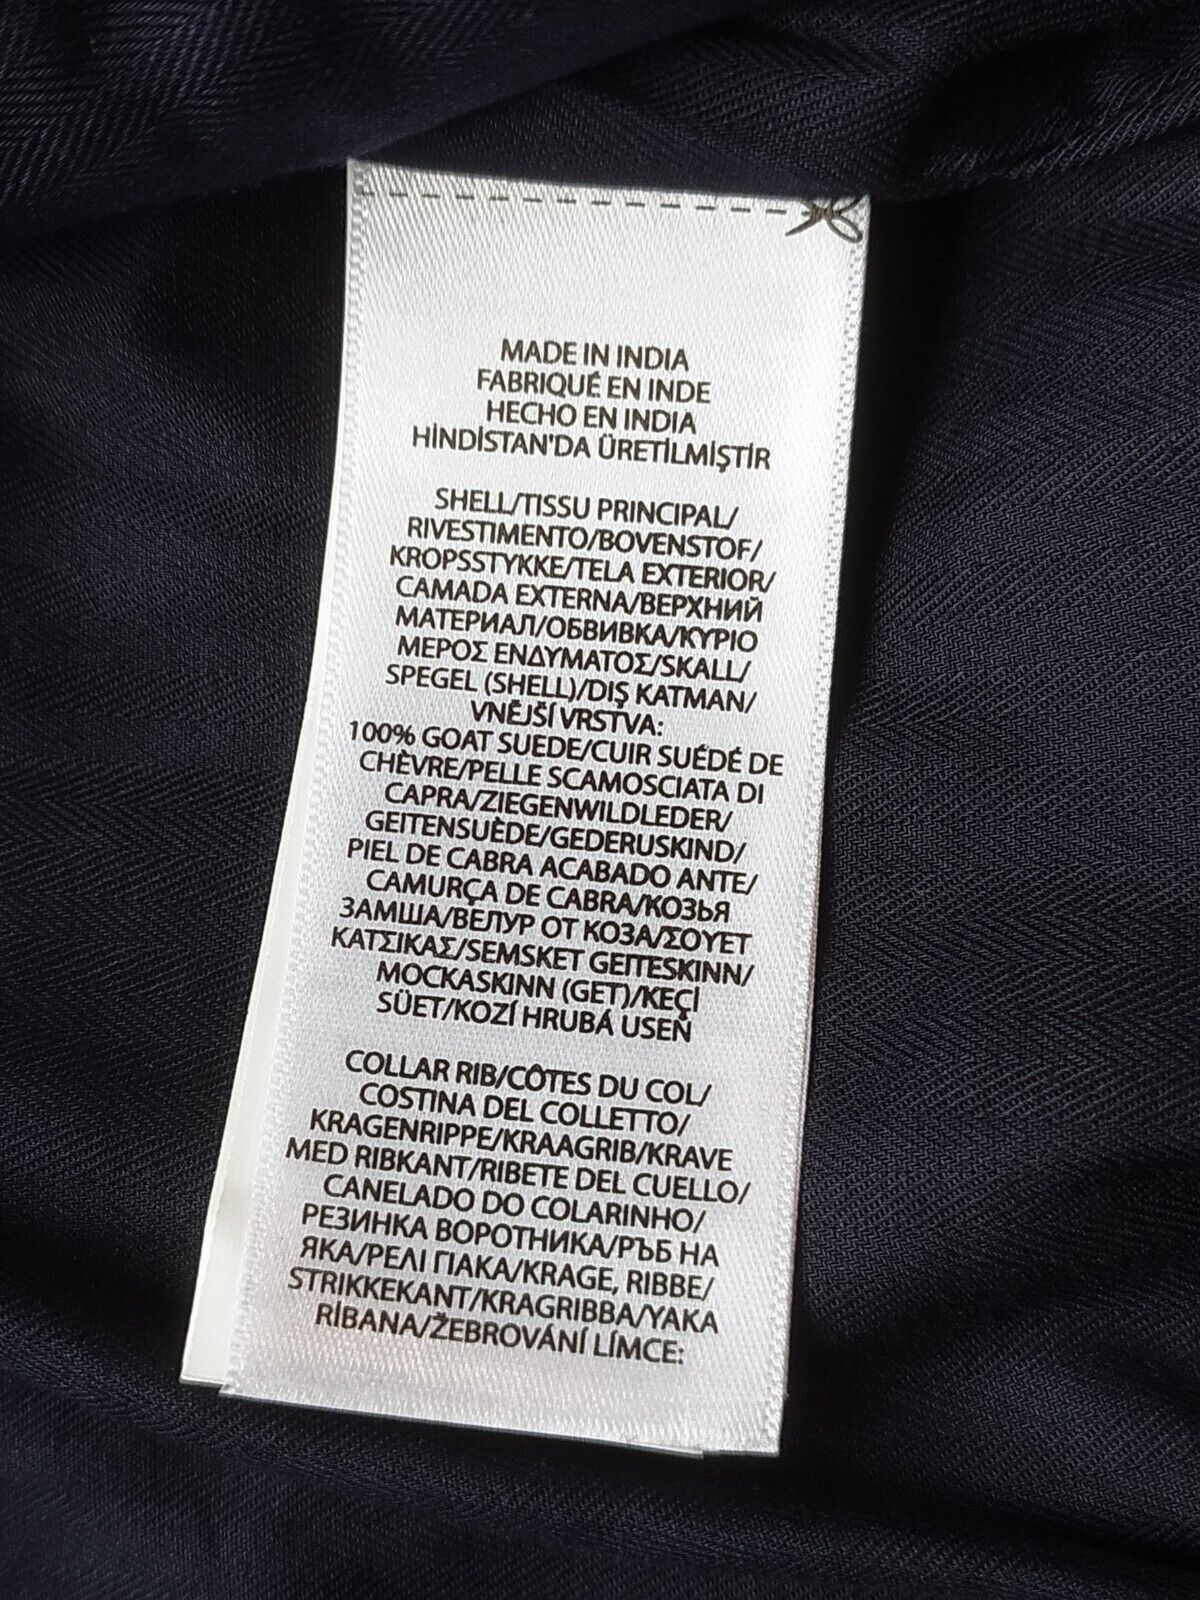 MADE IN INDIA
FABRIQUÉ EN INDE
HECHO EN INDIA
HİNDİSTAN'DA ÜRETİLMİŞTİR
SHELL/TISSU PRINCIPAL/
RIVESTIMENTO/BOVENSTOF/
KROPSSTYKKE/TELA EXTERIOR/
CAMADA EXTERNA/ВЕРХНИЙ
МАТЕРИАЛ/ОБВИВКА/ΚΥΡΙΟ
ΜΕΡΟΣ ΕΝΔΥΜΑΤΟΣ/SKALL/
SPEGEL (SHELL)/DIŞ KATMAN/
VNĚJŠÍ VRSTVA:
100% GOAT SUEDE/CUIR SUÉDÉ DE
CHÈVRE/PELLE SCAMOSCIATA DI
CAPRA/ZIEGENWILDLEDER/
GEITENSUÈDE/GEDERUSKIND/
PIEL DE CABRA ACABADO ANTE/
CAMURÇA DE CABRA/КОЗЬЯ
ЗАМША/ВЕЛУР ОТ КОЗА/ΣΟΥΕΤ
ΚΑΤΣΙΚΑΣ/SEMSKET GEITESKINN/
MOCKASKINN (GET)/KEÇİ
SÜET/KOZÍ HRUBÁ USEŇ
COLLAR RIB/CÔTES DU COL/
COSTINA DEL COLLETTO/
KRAGENRIPPE/KRAAGRIB/KRAVE
MED RIBKANT/RIBETE DEL CUELLO/
CANELADO DO COLARINHO/
РЕЗИНКА ВОРОТНИКА/РЪБ НА
ЯКА/ΡΕΛΙ ΓΙΑΚΑ/KRAGE, RIBBE/
STRIKKEKANT/KRAGRIBBA/YAKA
RİBANA/ŽEBROVÁNÍ LÍMCE: